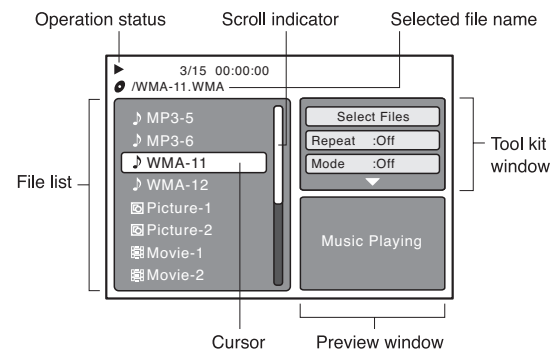 Operation status
Scroll indicator
Selected file name
3/15 00:00:00
/WMA-11.WMA
MP3-5
MP3-6
WMA-11
WMA-12
Picture-1
Picture-2
Movie-1
Movie-2
Select Files
Repeat :Off
Mode :Off
Music Playing
File list
Tool kit
window
Cursor
Preview window